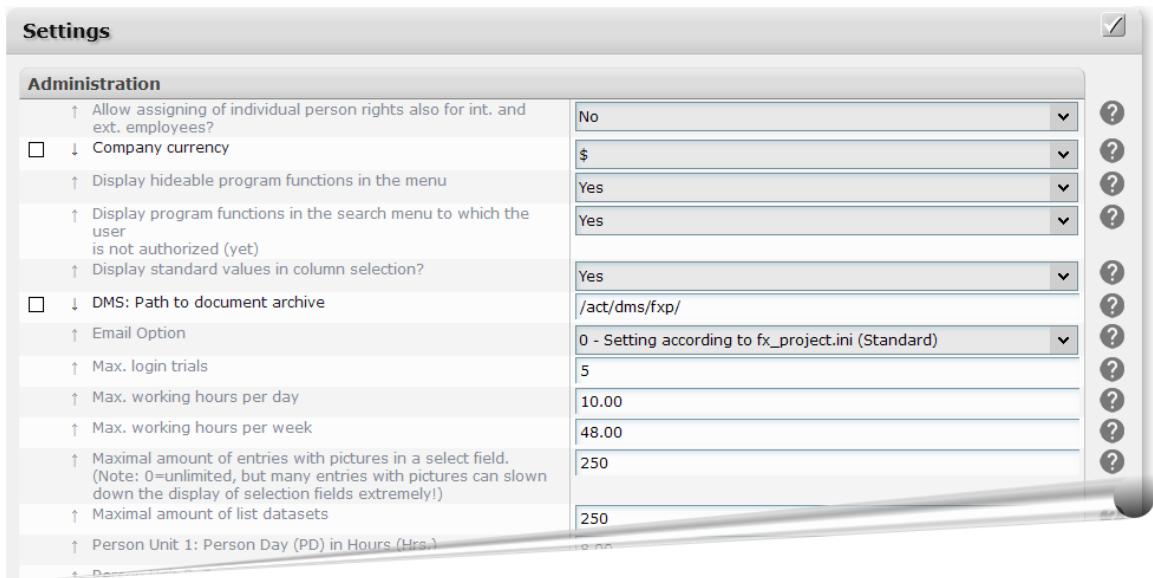 Settings
Administration
↑ Allow assigning of individual person rights also for int. and
ext. employees?
No
↓ Company currency
$
↑ Display hideable program functions in the menu
Yes
↑ Display program functions in the search menu to which the
user
is not authorized (yet)
Yes
↑ Display standard values in column selection?
Yes
↓ DMS: Path to document archive
/act/dms/fxp/
↑ Email Option
0 - Setting according to fx_project.ini (Standard)
↑ Max. login trials
5
↑ Max. working hours per day
10.00
↑ Max. working hours per week
48.00
↑ Maximal amount of entries with pictures in a select field.
(Note: 0=unlimited, but many entries with pictures can slown
down the display of selection fields extremely!)
250
↑ Maximal amount of list datasets
250
↑ Person Unit 1: Person Day (PD) in Hours (Hrs.)
8.00